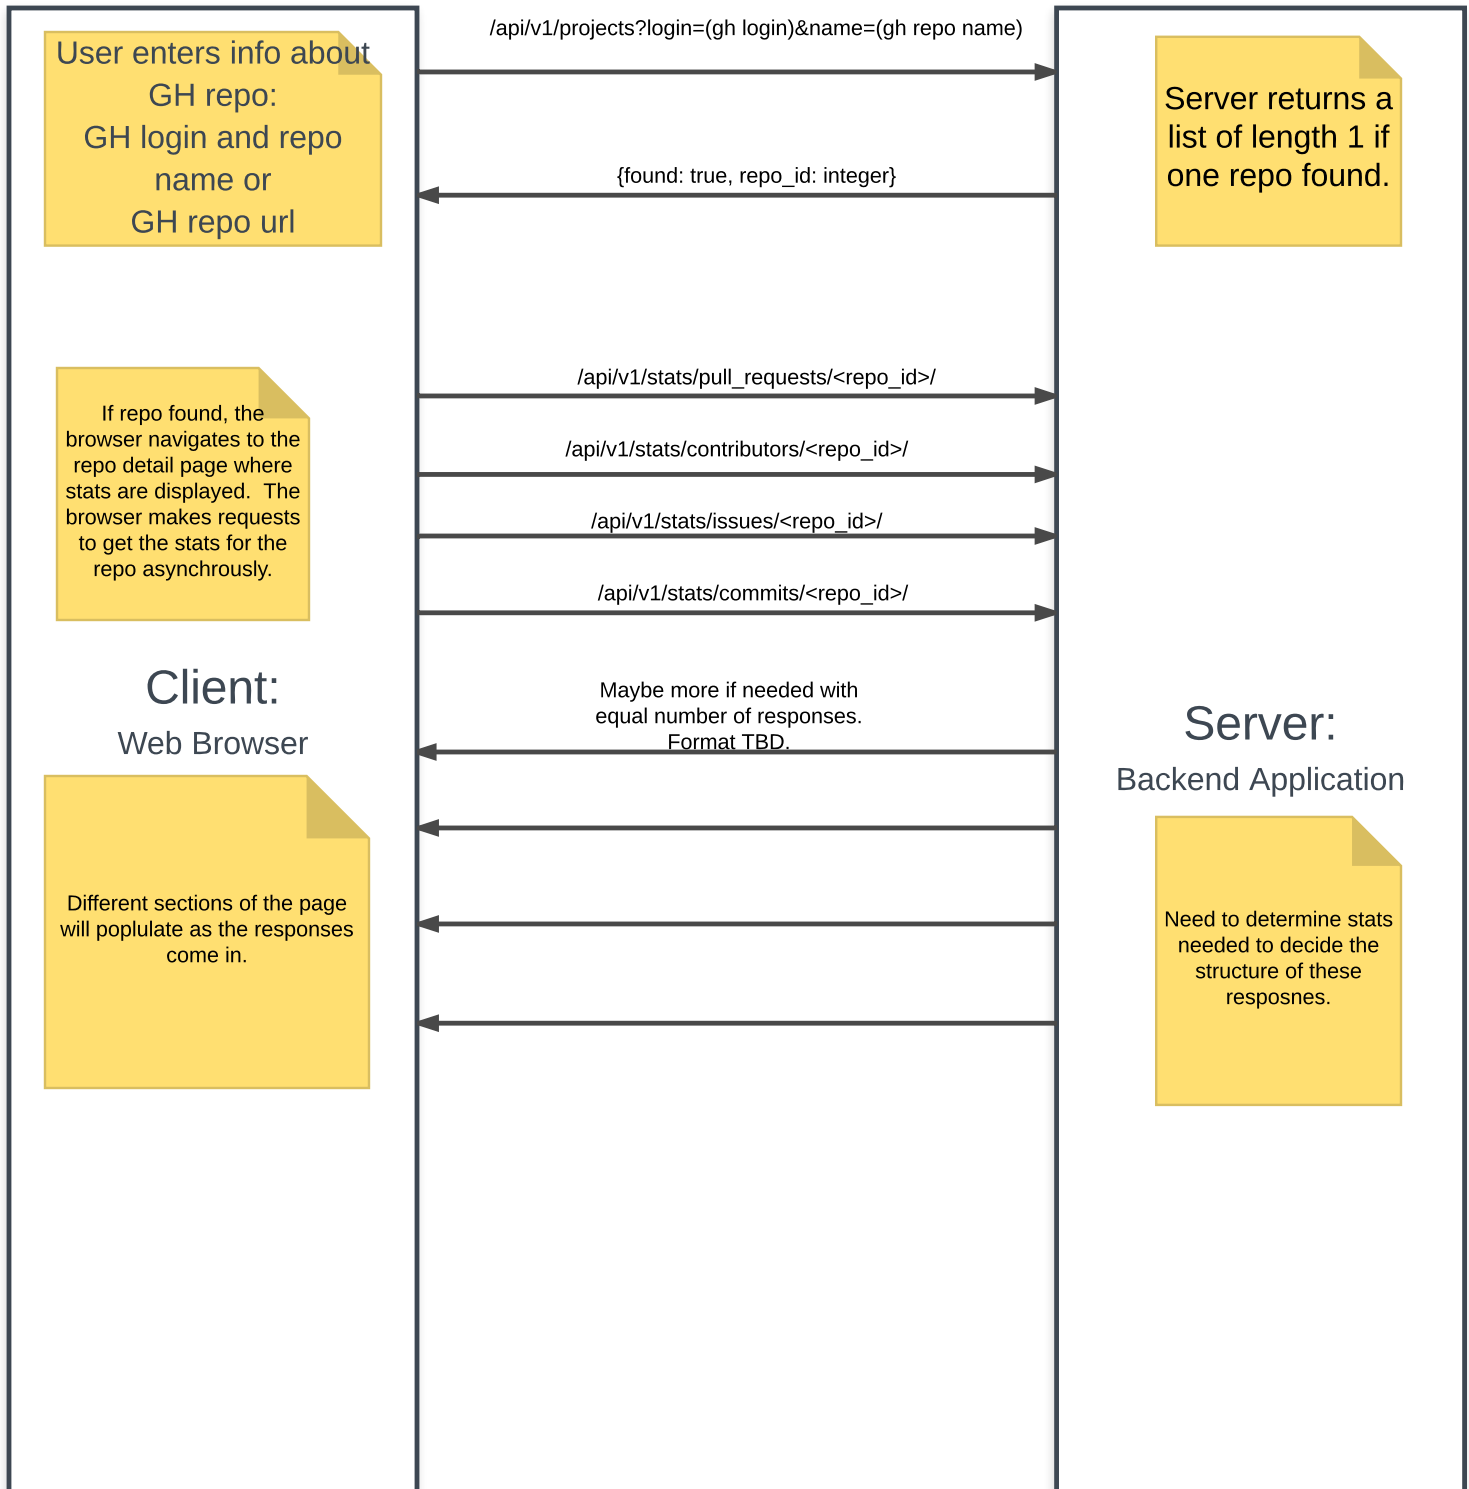 /api/v1/projects?login=(gh login)&name=(gh repo name)
User enters info about
GH repo:
GH login and repo
name or
GH repo url
Server returns a
list of length 1 if
one repo found.
{found: true, repo_id: integer}
If repo found, the
browser navigates to the
repo detail page where
stats are displayed.  The
browser makes requests
to get the stats for the
repo asynchrously.
/api/v1/stats/pull_requests/<repo_id>/
/api/v1/stats/contributors/<repo_id>/
/api/v1/stats/issues/<repo_id>/
/api/v1/stats/commits/<repo_id>/
Client:
Web Browser
Maybe more if needed with
equal number of responses.
Format TBD.
Server:
Backend Application
Different sections of the page
will poplulate as the responses
come in.
Need to determine stats
needed to decide the
structure of these
resposnes.